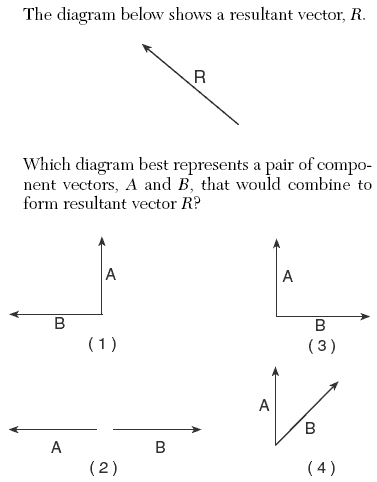 The diagram below shows a resultant vector, R.
R
Which diagram best represents a pair of compo-
nent vectors, A and B, that would combine to
form resultant vector R?
A
B
(1)
A
B
(3)
A
B
(2)
A
B
(4)